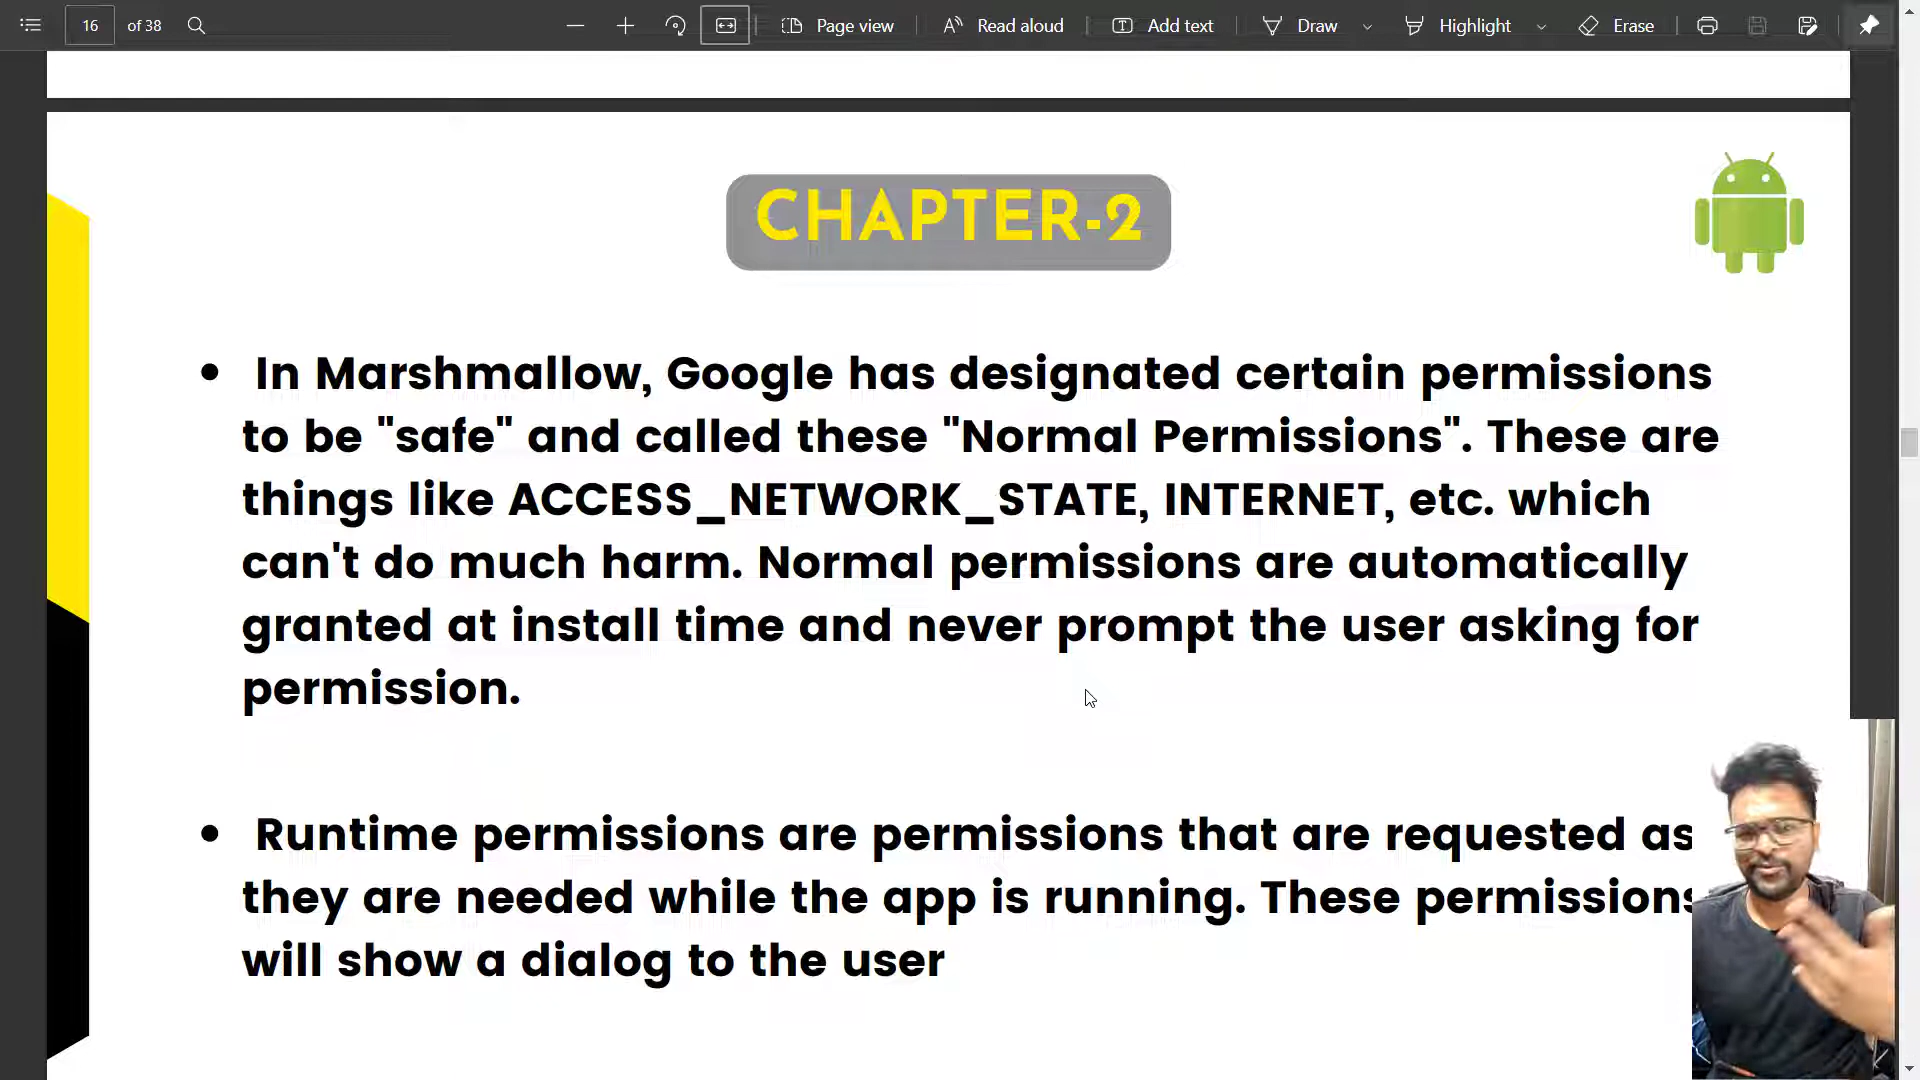 16 of 38 Page view Read aloud Add text Draw Highlight Erase
CHAPTER-2
• In Marshmallow, Google has designated certain permissions
to be "safe" and called these "Normal Permissions". These are
things like ACCESS_NETWORK_STATE, INTERNET, etc. which
can't do much harm. Normal permissions are automatically
granted at install time and never prompt the user asking for
permission.
• Runtime permissions are permissions that are requested as
they are needed while the app is running. These permissions
will show a dialog to the user